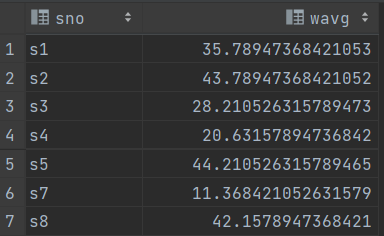 sno wavg
1 s1 35.78947368421053
2 s2 43.78947368421052
3 s3 28.210526315789473
4 s4 20.63157894736842
5 s5 44.210526315789465
6 s7 11.368421052631579
7 s8 42.1578947368421